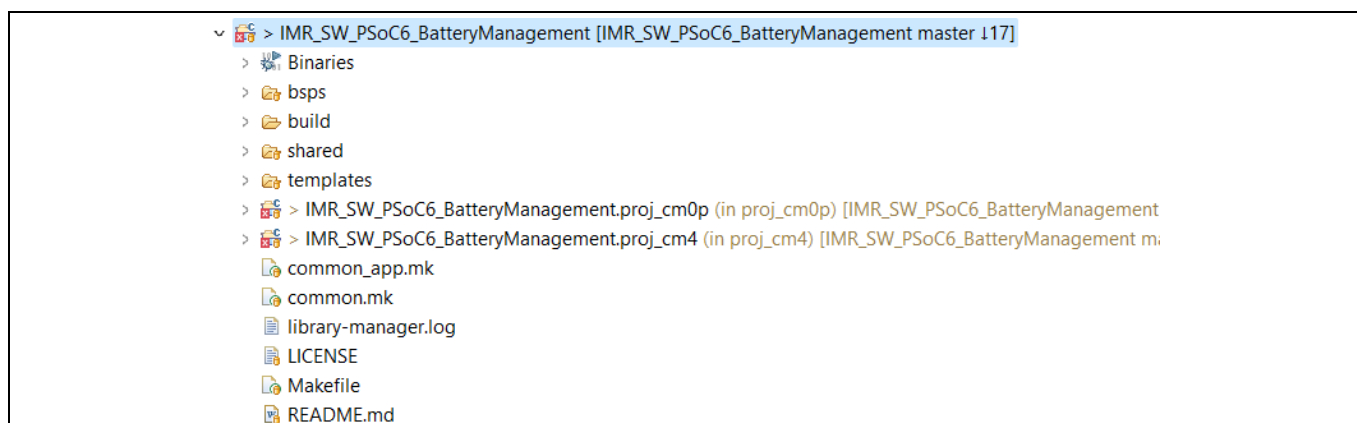 > IMR_SW_PSoC6_BatteryManagement [IMR_SW_PSoC6_BatteryManagement master ↓17]
Binaries
bsps
build
shared
templates
> IMR_SW_PSoC6_BatteryManagement.proj_cm0p (in proj_cm0p) [IMR_SW_PSoC6_BatteryManagement
> IMR_SW_PSoC6_BatteryManagement.proj_cm4 (in proj_cm4) [IMR_SW_PSoC6_BatteryManagement ma
common_app.mk
common.mk
library-manager.log
LICENSE
Makefile
README.md